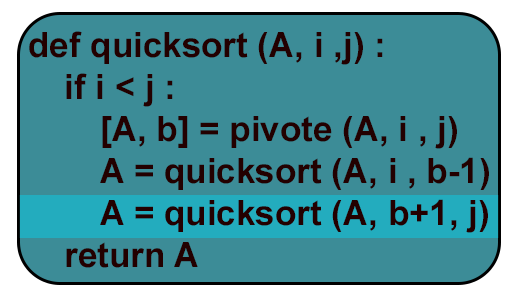 def quicksort (A, i ,j) :
if i < j :
[A, b] = pivote (A, i , j)
A = quicksort (A, i , b-1)
A = quicksort (A, b+1, j)
return A